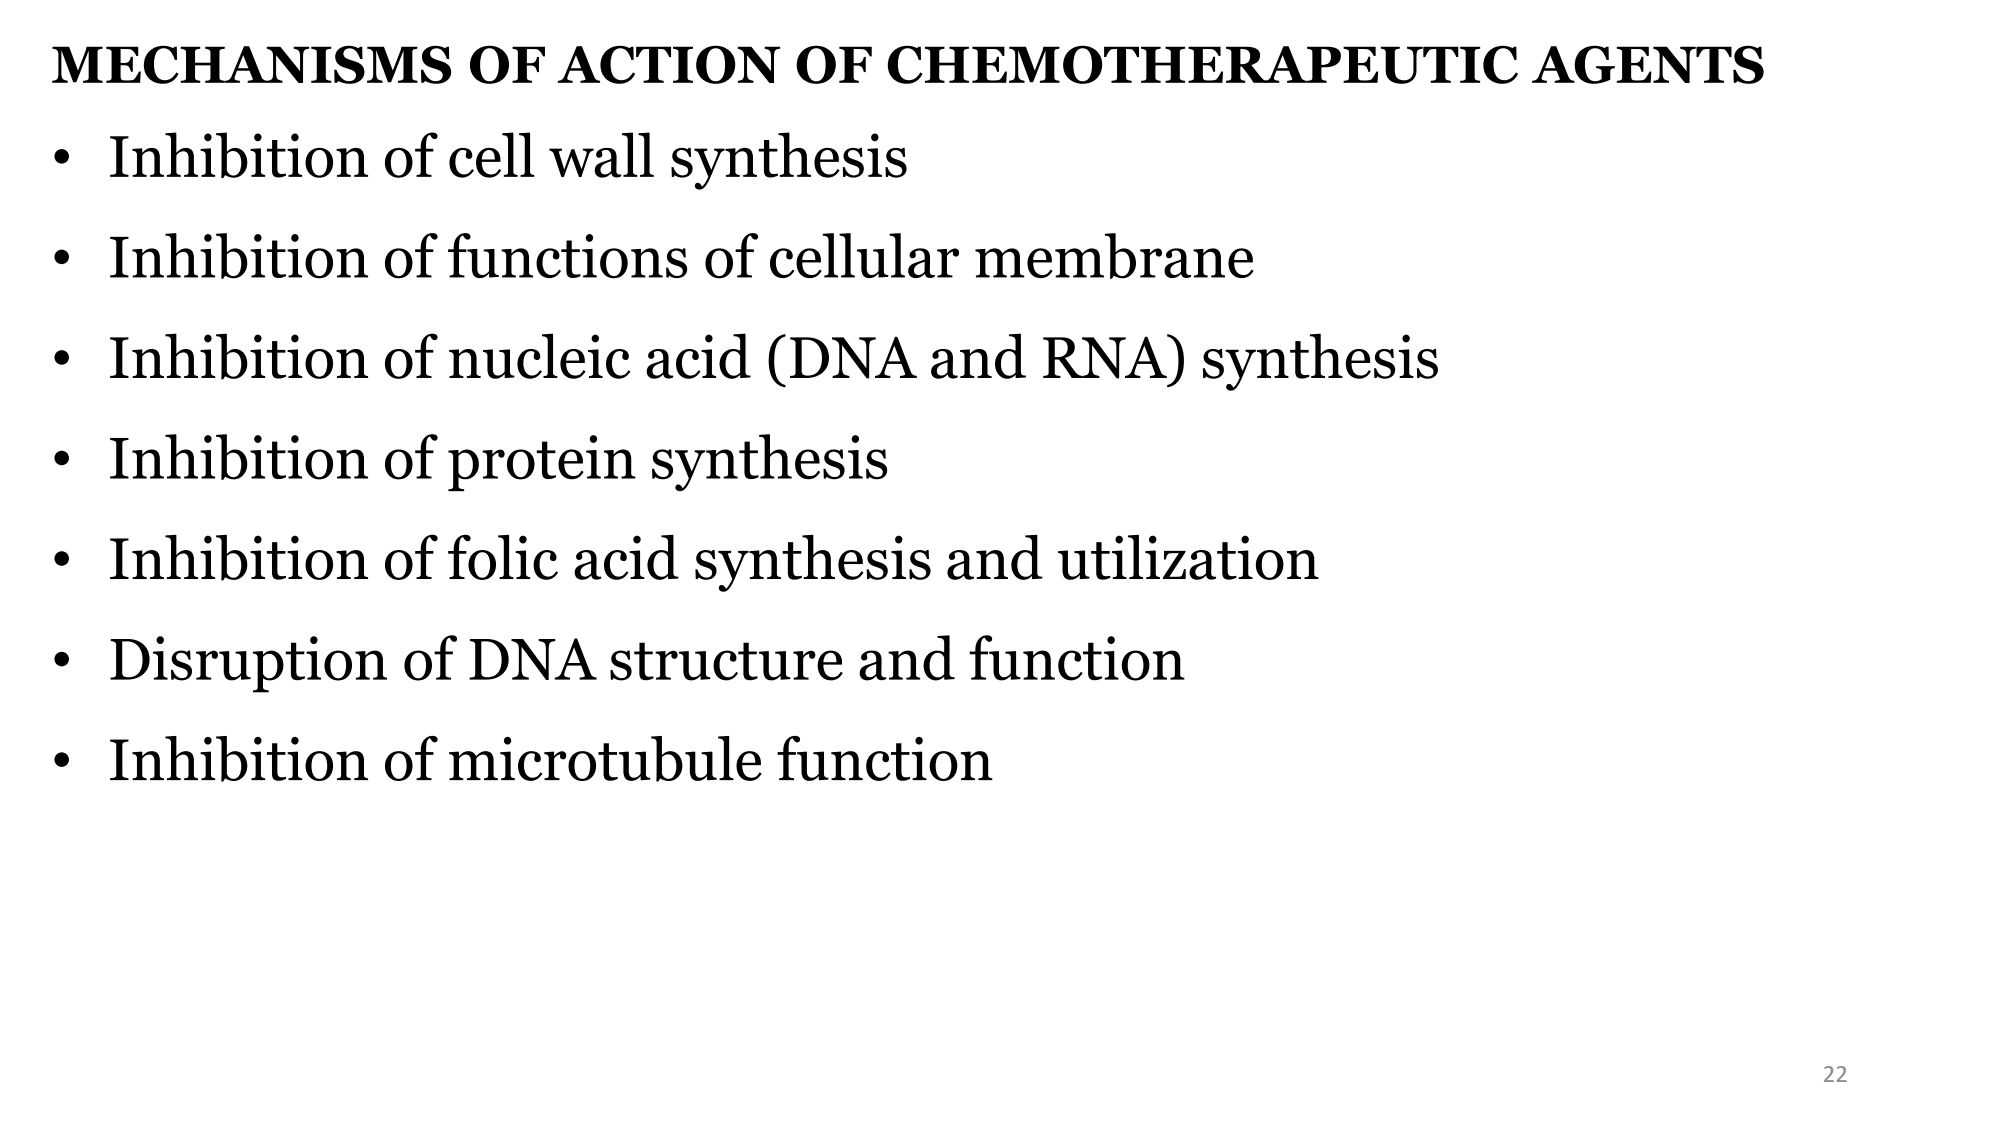 MECHANISMS OF ACTION OF CHEMOTHERAPEUTIC AGENTS
• Inhibition of cell wall synthesis
• Inhibition of functions of cellular membrane
• Inhibition of nucleic acid (DNA and RNA) synthesis
• Inhibition of protein synthesis
• Inhibition of folic acid synthesis and utilization
• Disruption of DNA structure and function
• Inhibition of microtubule function
22